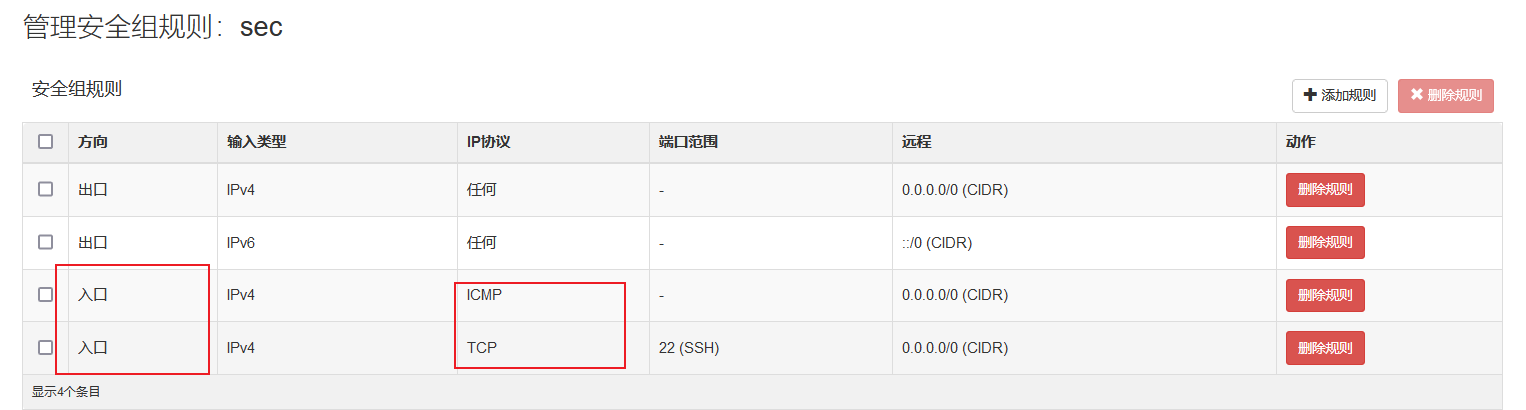 管理安全组规则：sec
安全组规则
添加规则 删除规则
方向 输入类型 IP协议 端口范围 远程 动作
出口 IPv4 任何 - 0.0.0.0/0 (CIDR) 删除规则
出口 IPv6 任何 - ::/0 (CIDR) 删除规则
入口 IPv4 ICMP - 0.0.0.0/0 (CIDR) 删除规则
入口 IPv4 TCP 22 (SSH) 0.0.0.0/0 (CIDR) 删除规则
显示4个条目